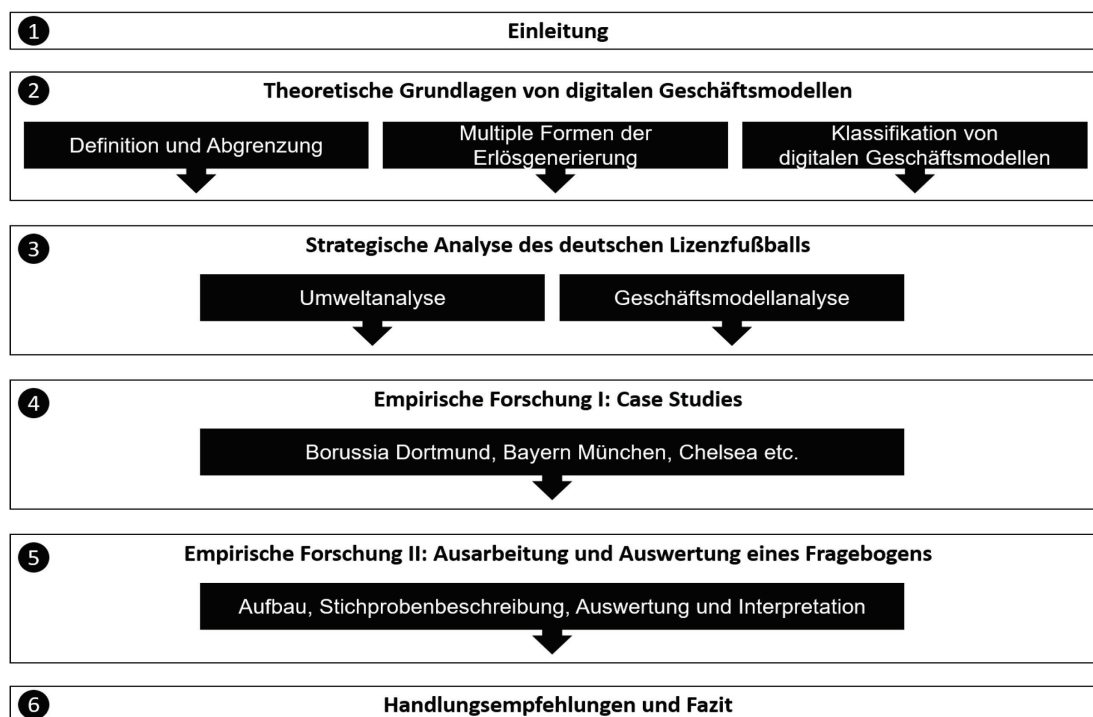 1
Einleitung
2
Theoretische Grundlagen von digitalen Geschäftsmodellen
Definition und Abgrenzung
Multiple Formen der
Erlösgenerierung
Klassifikation von
digitalen Geschäftsmodellen
3
Strategische Analyse des deutschen Lizenzfußballs
Umweltanalyse
Geschäftsmodellanalyse
4
Empirische Forschung I: Case Studies
Borussia Dortmund, Bayern München, Chelsea etc.
5
Empirische Forschung II: Ausarbeitung und Auswertung eines Fragebogens
Aufbau, Stichprobenbeschreibung, Auswertung und Interpretation
6
Handlungsempfehlungen und Fazit